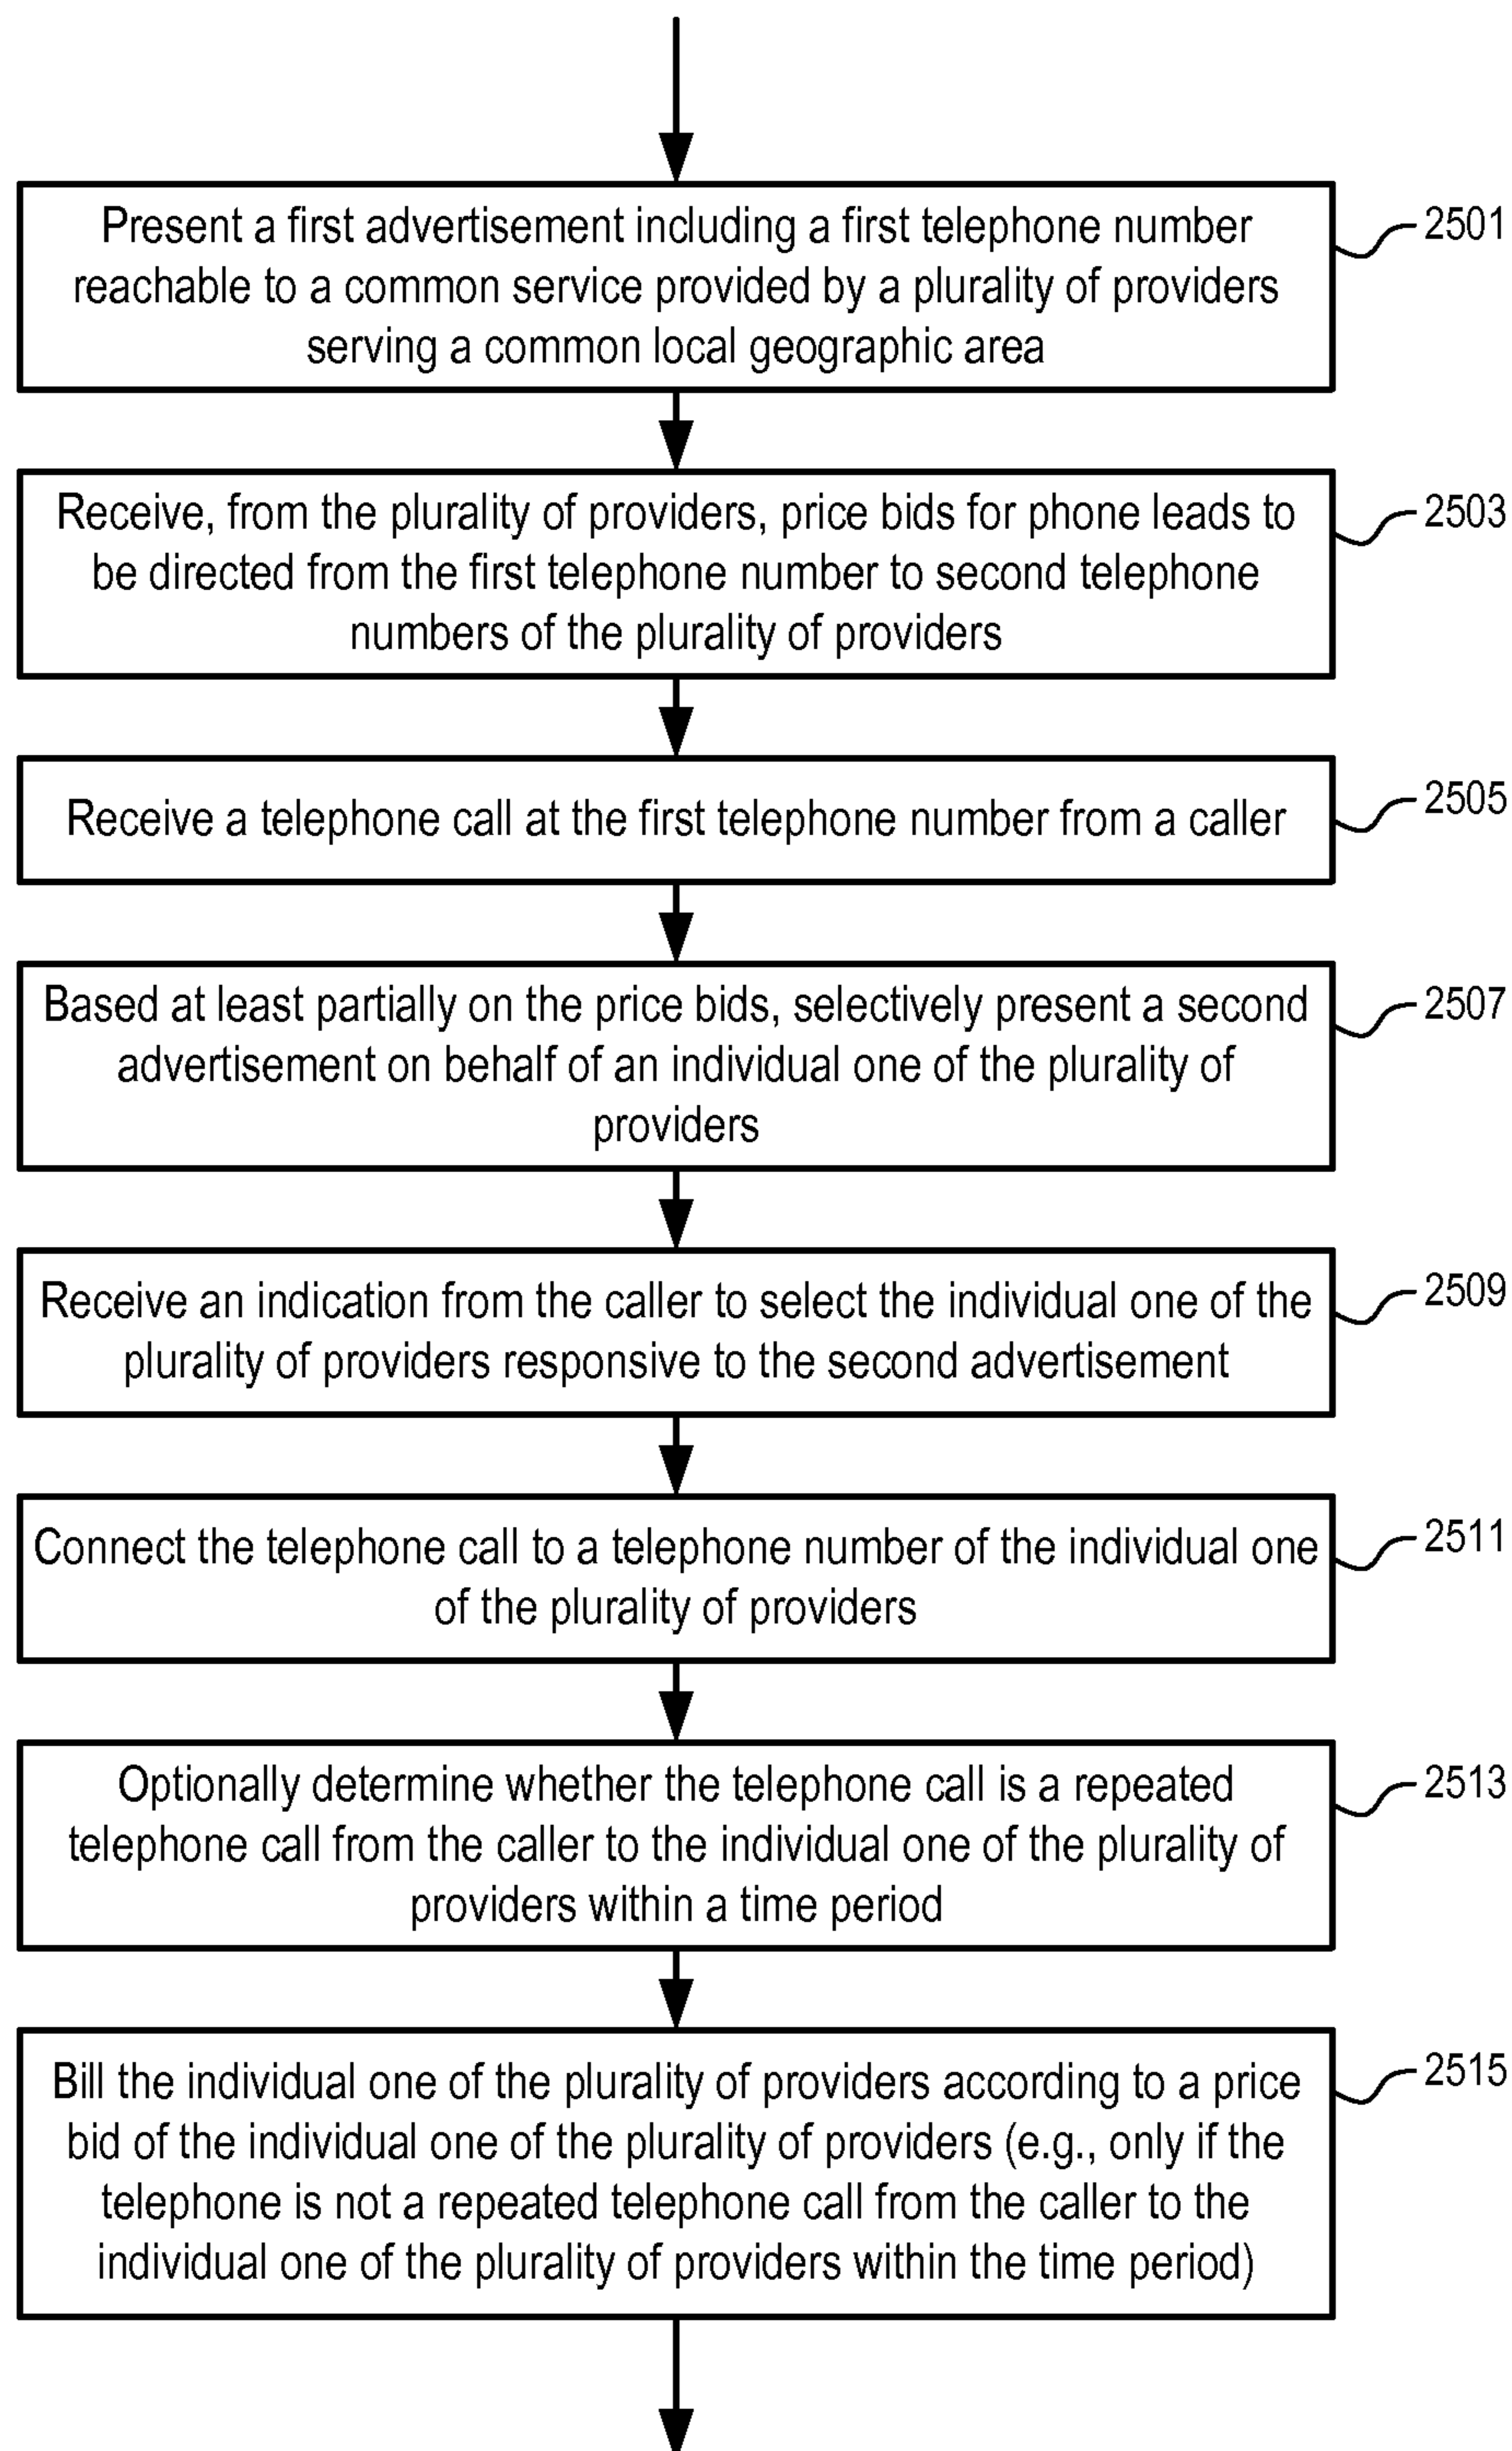 Present a first advertisement including a first telephone number
reachable to a common service provided by a plurality of providers
serving a common local geographic area
2501
Receive, from the plurality of providers, price bids for phone leads to
be directed from the first telephone number to second telephone
numbers of the plurality of providers
2503
Receive a telephone call at the first telephone number from a caller
2505
Based at least partially on the price bids, selectively present a second
advertisement on behalf of an individual one of the plurality of
providers
2507
Receive an indication from the caller to select the individual one of the
plurality of providers responsive to the second advertisement
2509
Connect the telephone call to a telephone number of the individual one
of the plurality of providers
2511
Optionally determine whether the telephone call is a repeated
telephone call from the caller to the individual one of the plurality of
providers within a time period
2513
Bill the individual one of the plurality of providers according to a price
bid of the individual one of the plurality of providers (e.g., only if the
telephone is not a repeated telephone call from the caller to the
individual one of the plurality of providers within the time period)
2515